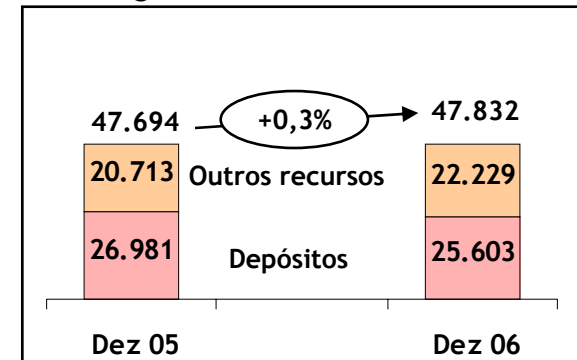 47.694
+0,3%
47.832
20.713
Outros recursos
22.229
26.981
Depósitos
25.603
Dez 05
Dez 06